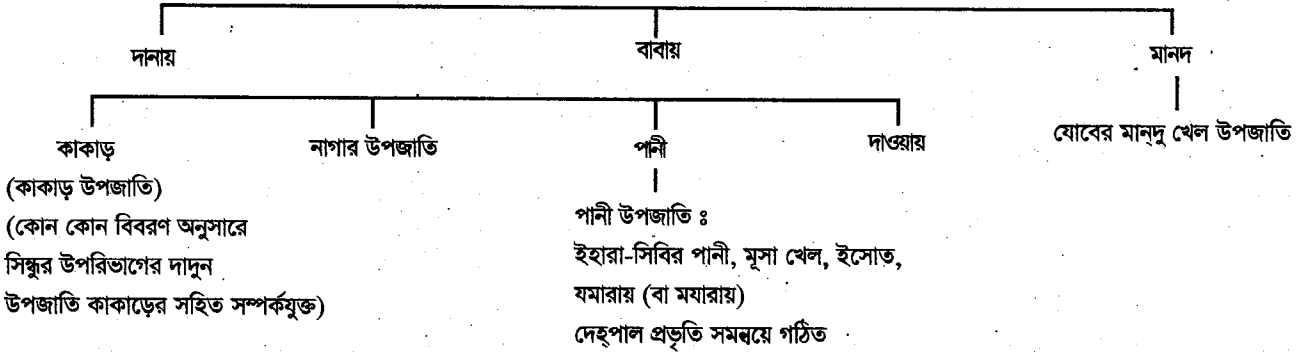 দানায়
বাবায়
মানদ
কাকাড়
নাগার উপজাতি
পানী
দাওয়ায়
যোবের মান্দু খেল উপজাতি
(কাকাড় উপজাতি)
(কোন কোন বিবরণ অনুসারে
সিন্ধুর উপরিভাগের দাদুন
উপজাতি কাকাড়ের সহিত সম্পর্কযুক্ত)
পানী উপজাতি ঃ
ইহারা-সিবির পানী, মূসা খেল, ইসোত,
যমারায় (বা মযারায়)
দেহ্‌পাল প্রভৃতি সমন্বয়ে গঠিত